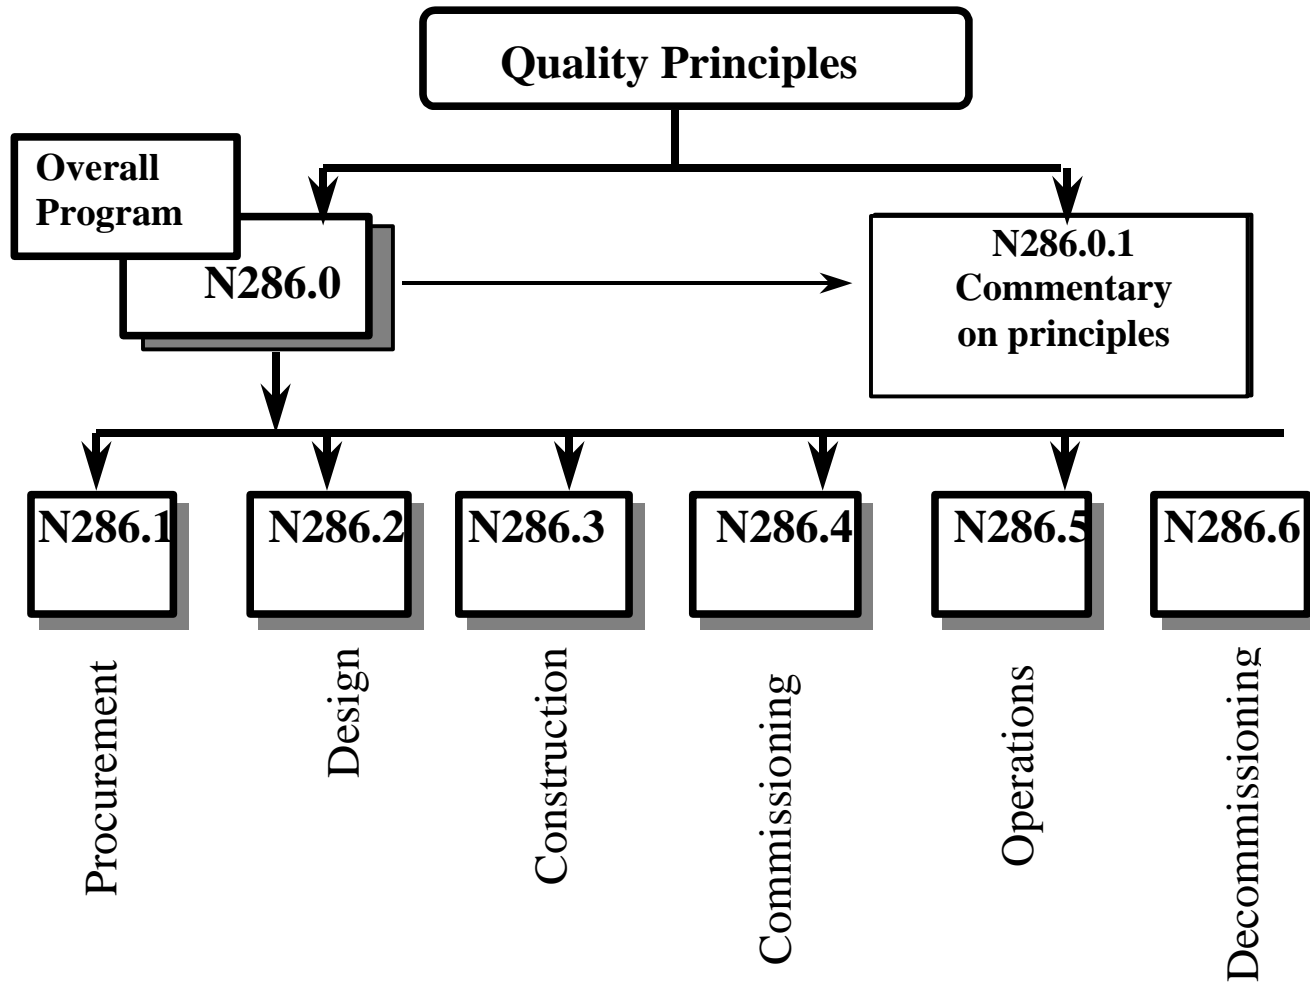 Quality Principles
Overall
Program
N286.0
N286.0.1
Commentary
on principles
N286.1
N286.2
N286.3
N286.4
N286.5
N286.6
Procurement
Design
Construction
Commissioning
Operations
Decommissioning